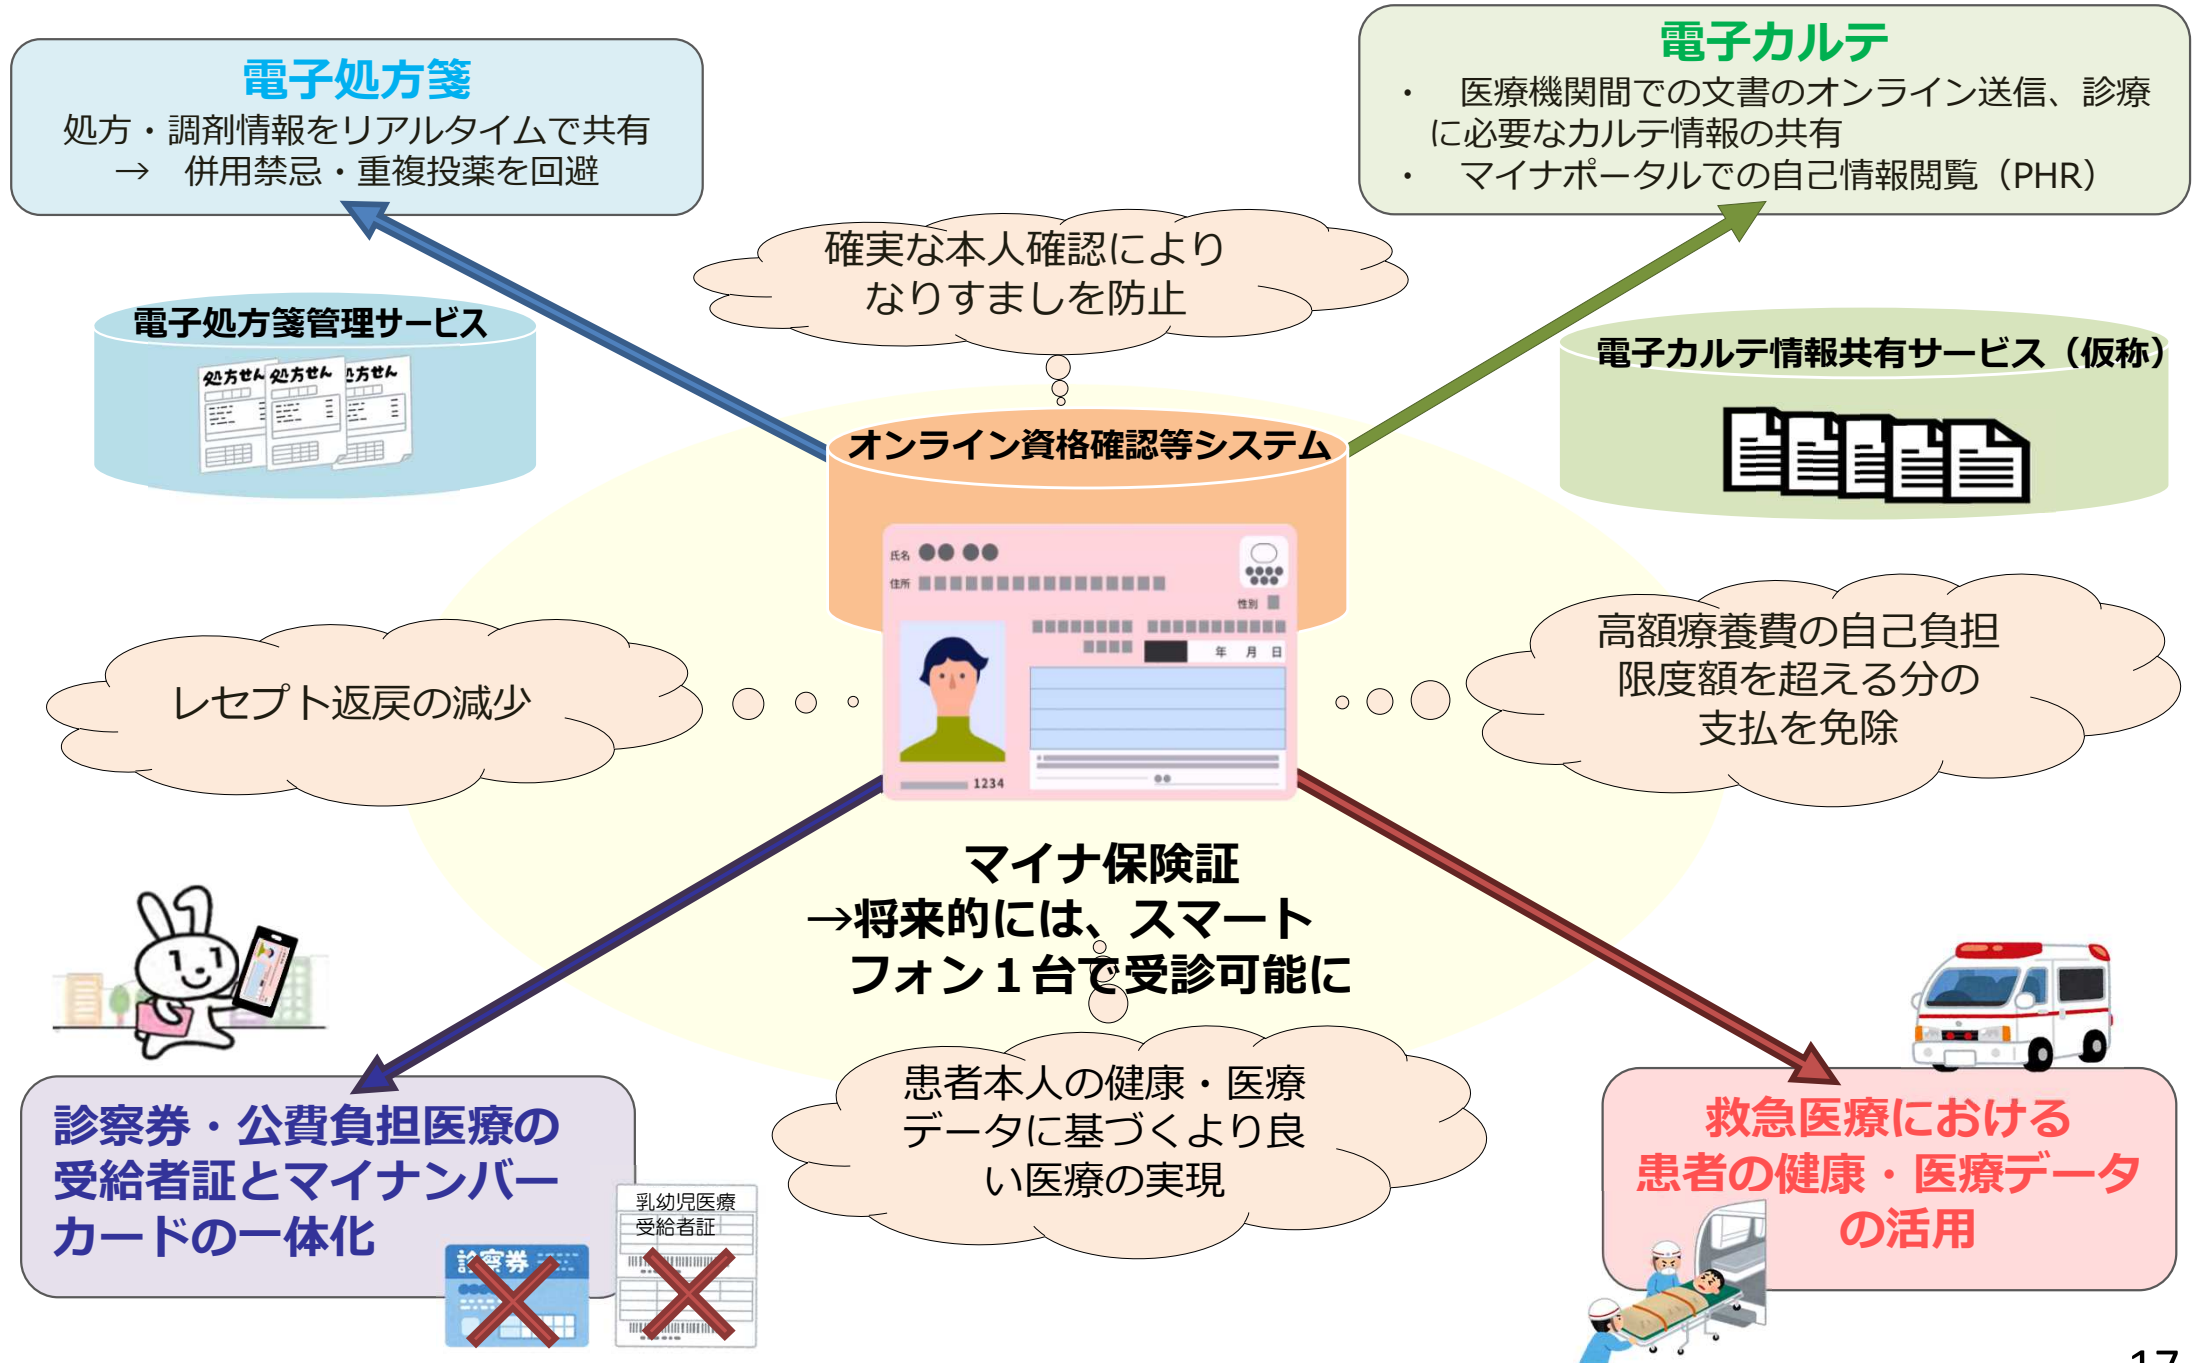 電子処方箋
処方・調剤情報をリアルタイムで共有
→　併用禁忌・重複投薬を回避
電子カルテ
・　医療機関間での文書のオンライン送信、診療
に必要なカルテ情報の共有
・　マイナポータルでの自己情報閲覧（PHR）
確実な本人確認により
なりすましを防止
電子処方箋管理サービス
処方せん
処方せん
処方せん
電子カルテ情報共有サービス（仮称）
オンライン資格確認等システム
氏名
住所
性別
年 月 日
1234
レセプト返戻の減少
高額療養費の自己負担
限度額を超える分の
支払を免除
マイナ保険証
→将来的には、スマート
フォン１台で受診可能に
患者本人の健康・医療
データに基づくより良
い医療の実現
診察券・公費負担医療の
受給者証とマイナンバー
カードの一体化
診察券
乳幼児医療
受給者証
救急医療における
患者の健康・医療データ
の活用
17